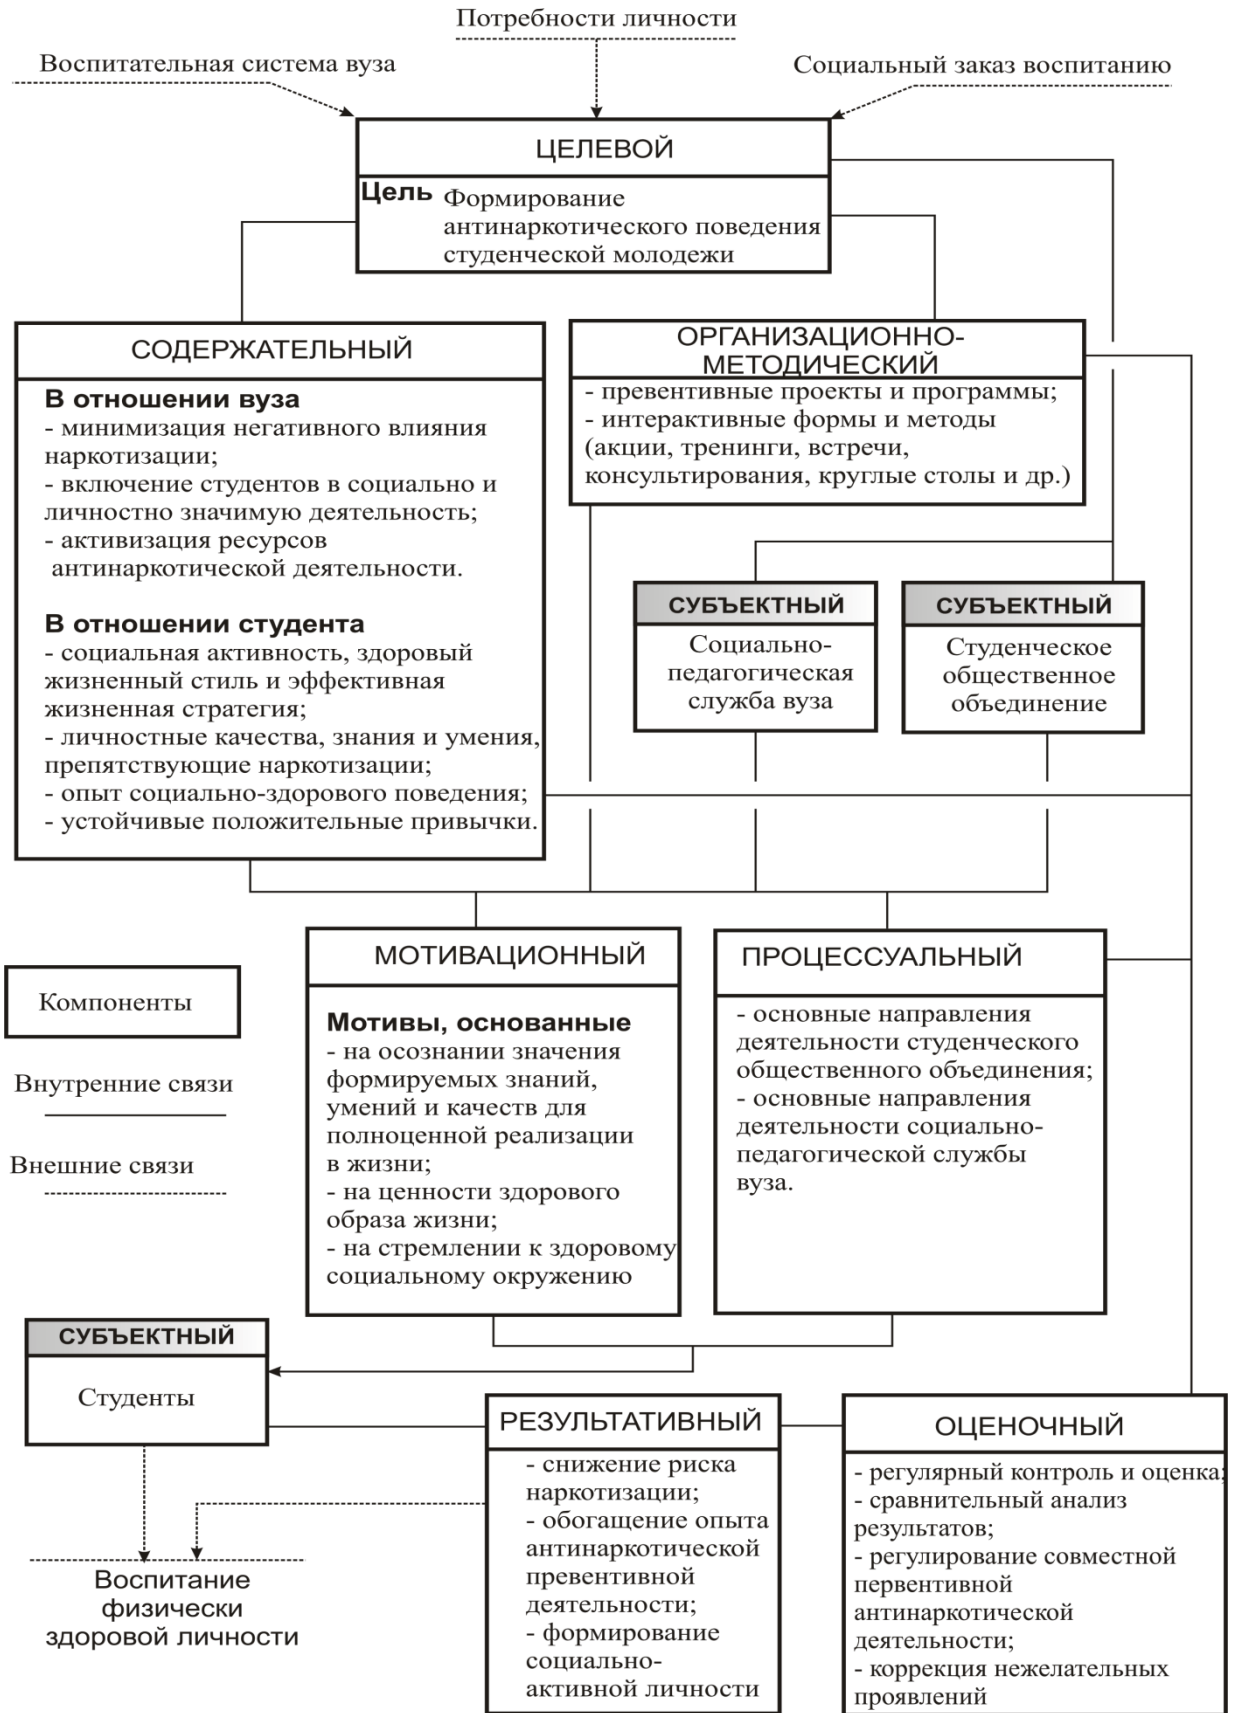 Потребности личности
Воспитательная система вуза
Социальный заказ воспитанию
ЦЕЛЕВОЙ
Цель Формирование
антинаркотического поведения
студенческой молодежи
СОДЕРЖАТЕЛЬНЫЙ
В отношении вуза
- минимизация негативного влияния
наркотизации;
- включение студентов в социально и
личностно значимую деятельность;
- активизация ресурсов
антинаркотической деятельности.
В отношении студента
- социальная активность, здоровый
жизненный стиль и эффективная
жизненная стратегия;
- личностные качества, знания и умения,
препятствующие наркотизации;
- опыт социально-здорового поведения;
- устойчивые положительные привычки.
ОРГАНИЗАЦИОННО-
МЕТОДИЧЕСКИЙ
- превентивные проекты и программы;
- интерактивные формы и методы
(акции, тренинги, встречи,
консультирования, круглые столы и др.)
СУБЪЕКТНЫЙ
Социально-
педагогическая
служба вуза
СУБЪЕКТНЫЙ
Студенческое
общественное
объединение
Компоненты
Внутренние связи
Внешние связи
МОТИВАЦИОННЫЙ
Мотивы, основанные
- на осознании значения
формируемых знаний,
умений и качеств для
полноценной реализации
в жизни;
- на ценности здорового
образа жизни;
- на стремлении к здоровому
социальному окружению
ПРОЦЕССУАЛЬНЫЙ
- основные направления
деятельности студенческого
общественного объединения;
- основные направления
деятельности социально-
педагогической службы
вуза.
СУБЪЕКТНЫЙ
Студенты
Воспитание
физически
здоровой личности
РЕЗУЛЬТАТИВНЫЙ
- снижение риска
наркотизации;
- обогащение опыта
антинаркотической
превентивной
деятельности;
- формирование
социально-
активной личности
ОЦЕНОЧНЫЙ
- регулярный контроль и оценка;
- сравнительный анализ
результатов;
- регулирование совместной
первентивной
антинаркотической
деятельности;
- коррекция нежелательных
проявлений